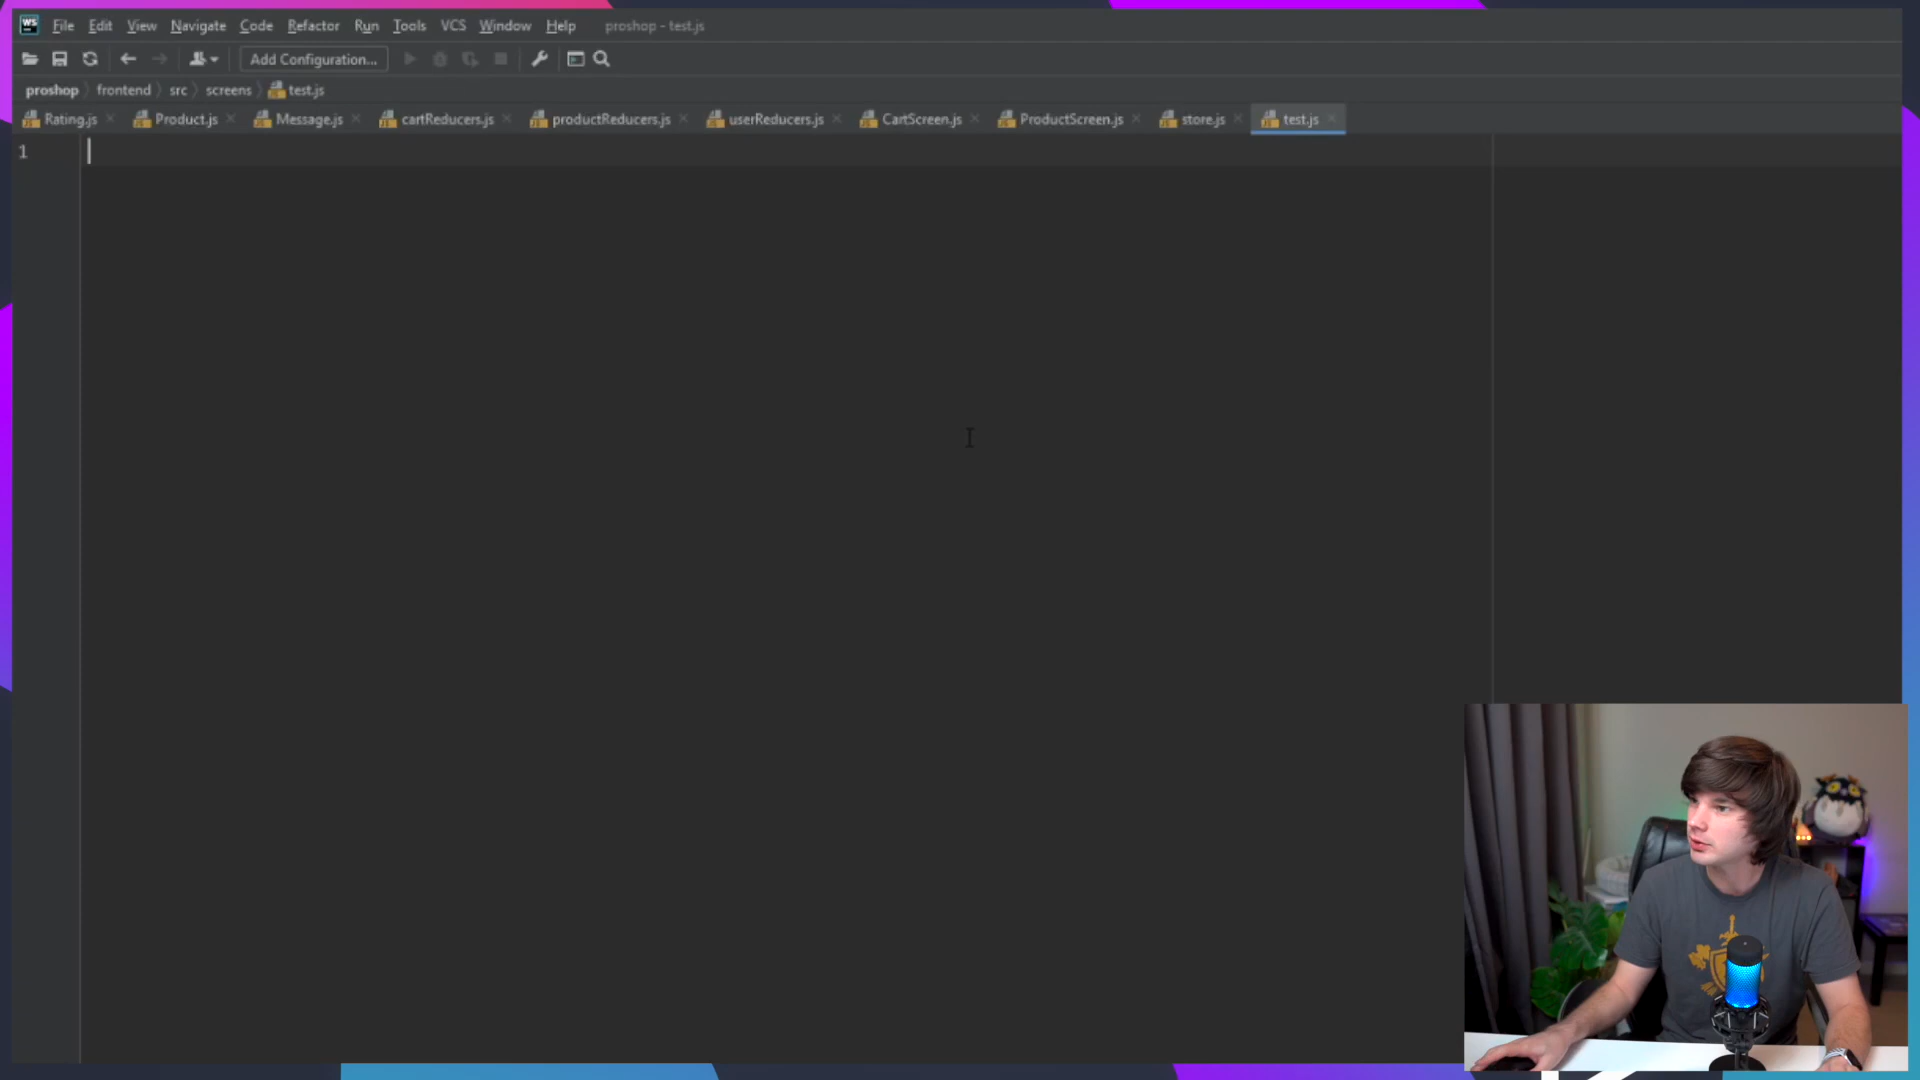 WS File Edit View Navigate Code Refactor Run Tools VCS Window Help proshop - test.js
Add Configuration...
proshop frontend src screens test.js
Rating.js Product.js Message.js cartReducers.js productReducers.js userReducers.js CartScreen.js ProductScreen.js store.js test.js
1